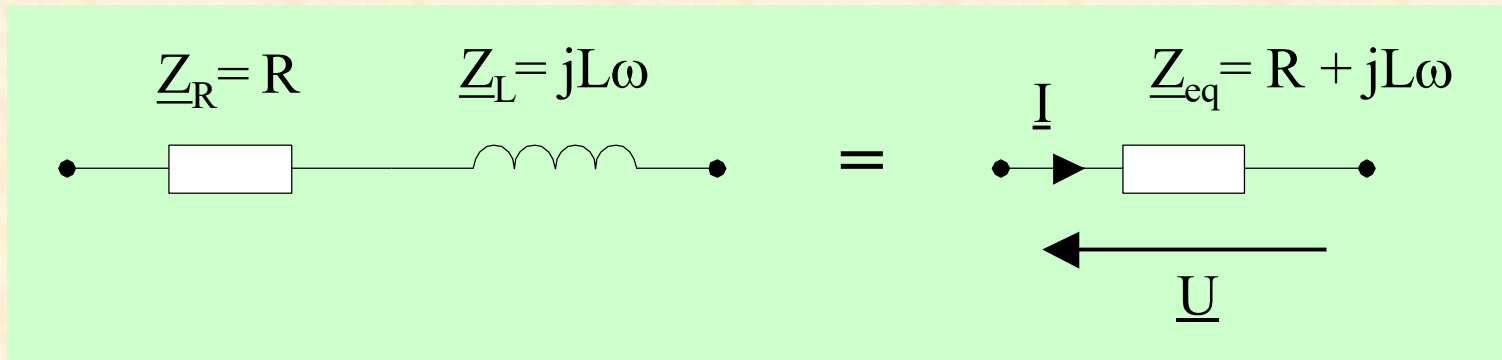 Z_R= R
Z_L= jLω
=
I
Z_eq= R + jLω
U